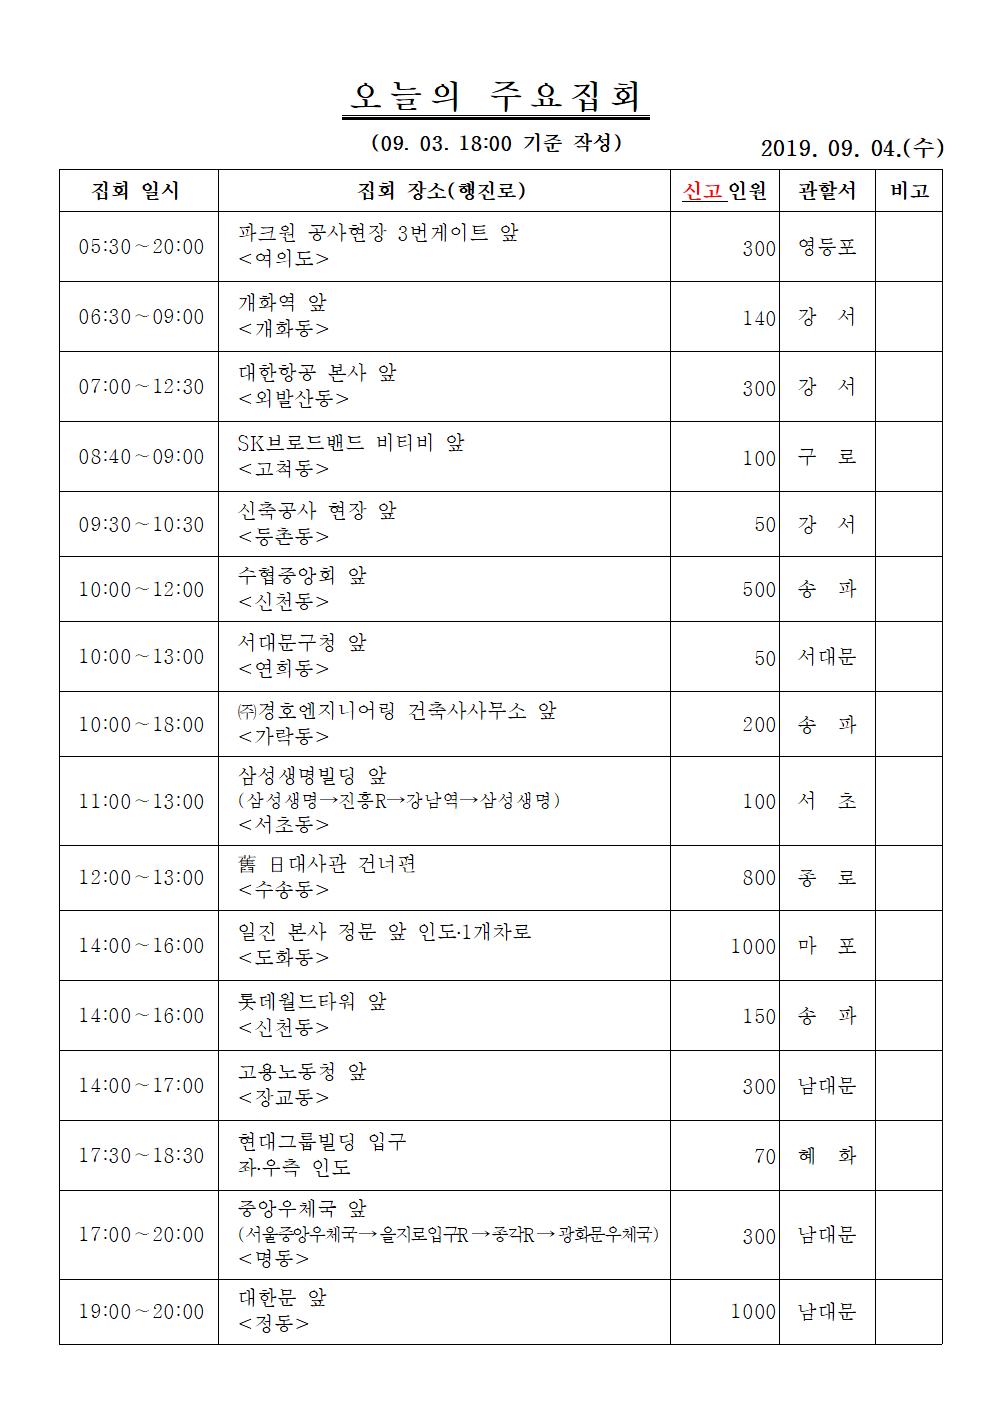 오늘의 주요집회
(09. 03. 18:00 기준 작성)
2019. 09. 04.(수)
집회 일시 집회 장소(행진로) 신고인원 관할서 비고
05:30~20:00 파크원 공사현장 3번게이트 앞 300 영등포
<여의도>
06:30~09:00 개화역 앞 140 강 서
<개화동>
07:00~12:30 대한항공 본사 앞 300 강 서
<외발산동>
08:40~09:00 SK브로드밴드 비티비 앞 100 구 로
<고척동>
09:30~10:30 신축공사 현장 앞 50 강 서
<등촌동>
10:00~12:00 수협중앙회 앞 500 송 파
<신천동>
10:00~13:00 서대문구청 앞 50 서대문
<연희동>
10:00~18:00 ㈜경호엔지니어링 건축사사무소 앞 200 송 파
<가락동>
11:00~13:00 삼성생명빌딩 앞 100 서 초
(삼성생명→진흥R→강남역→삼성생명)
<서초동>
12:00~13:00 舊 日대사관 건너편 800 종 로
<수송동>
14:00~16:00 일진 본사 정문 앞 인도·1개차로 1000 마 포
<도화동>
14:00~16:00 롯데월드타워 앞 150 송 파
<신천동>
14:00~17:00 고용노동청 앞 300 남대문
<장교동>
17:30~18:30 현대그룹빌딩 입구 70 혜 화
좌·우측 인도
17:00~20:00 중앙우체국 앞 300 남대문
(서울중앙우체국→을지로입구R→종각R→광화문우체국)
<명동>
19:00~20:00 대한문 앞 1000 남대문
<정동>